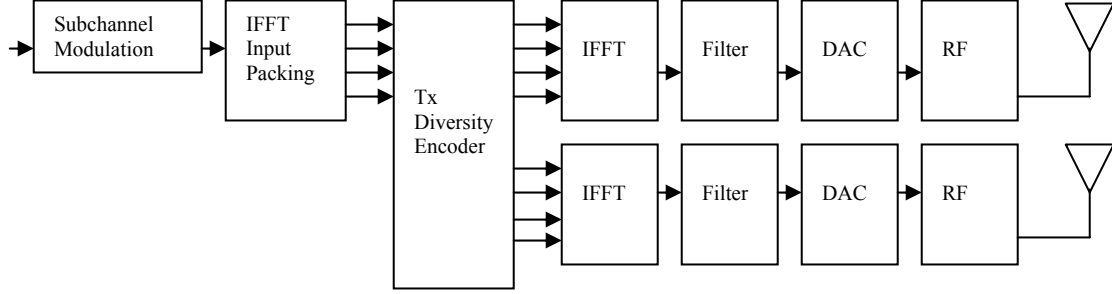 Subchannel
Modulation
IFFT
Input
Packing
Tx
Diversity
Encoder
IFFT
Filter
DAC
RF
IFFT
Filter
DAC
RF